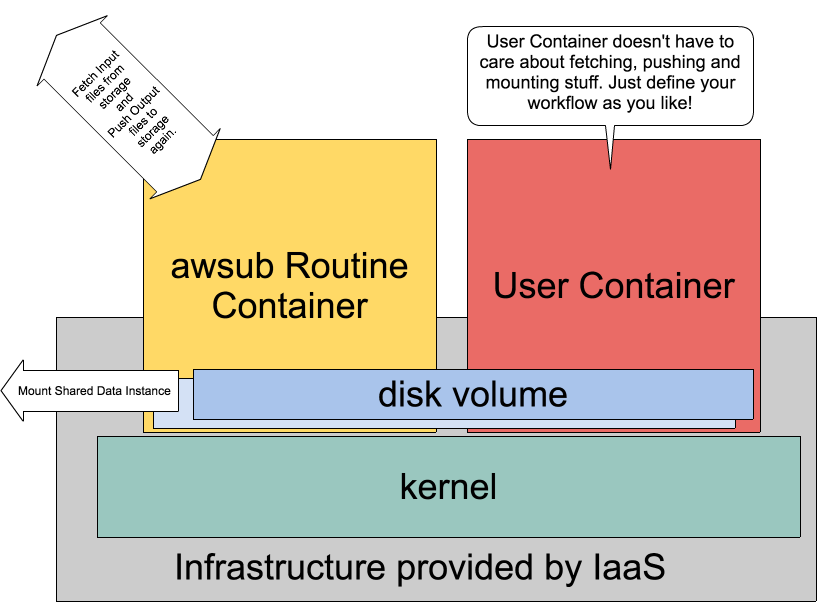 Fetch Input
files from
storage
and
Push Output
files to
storage
again.
User Container doesn't have to
care about fetching, pushing and
mounting stuff. Just define your
workflow as you like!
awsub Routine
Container
User Container
Mount Shared Data Instance
disk volume
kernel
Infrastructure provided by IaaS